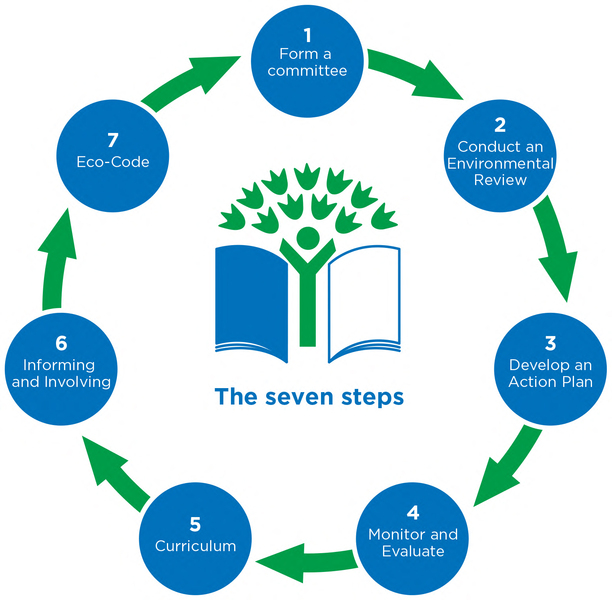 1
Form a
committee
2
Conduct an
Environmental
Review
3
Develop an
Action Plan
4
Monitor and
Evaluate
5
Curriculum
6
Informing
and Involving
7
Eco-Code
The seven steps